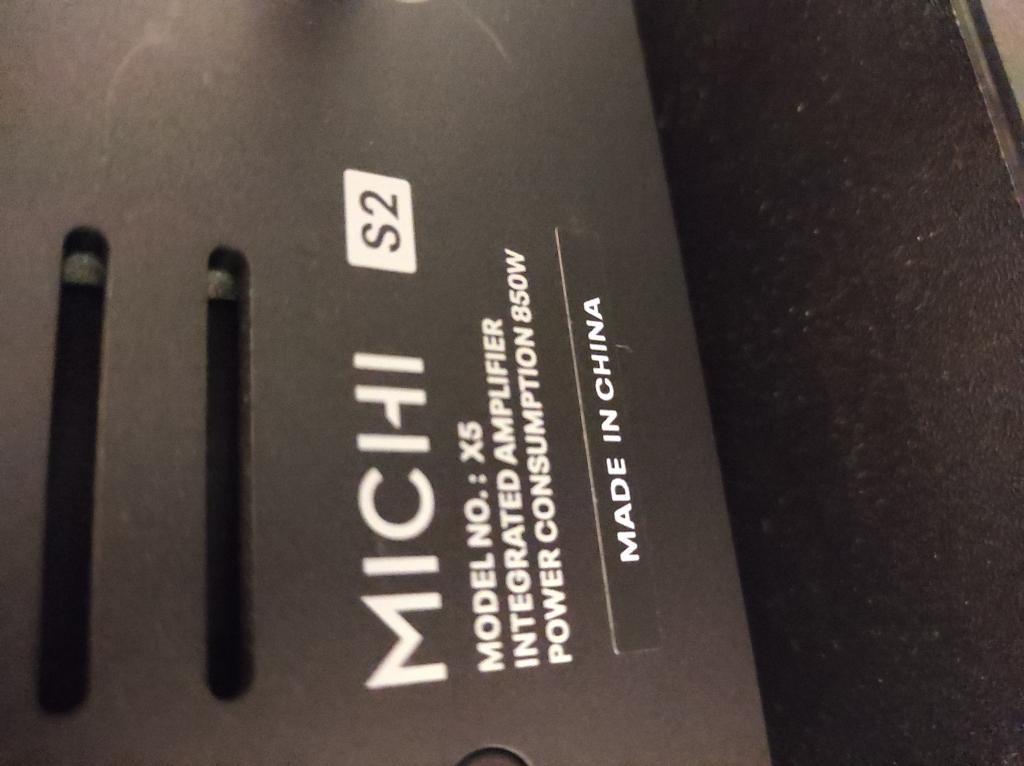 MICHI S2
MODEL NO. : X5
INTEGRATED AMPLIFIER
POWER CONSUMPTION 850W
MADE IN CHINA